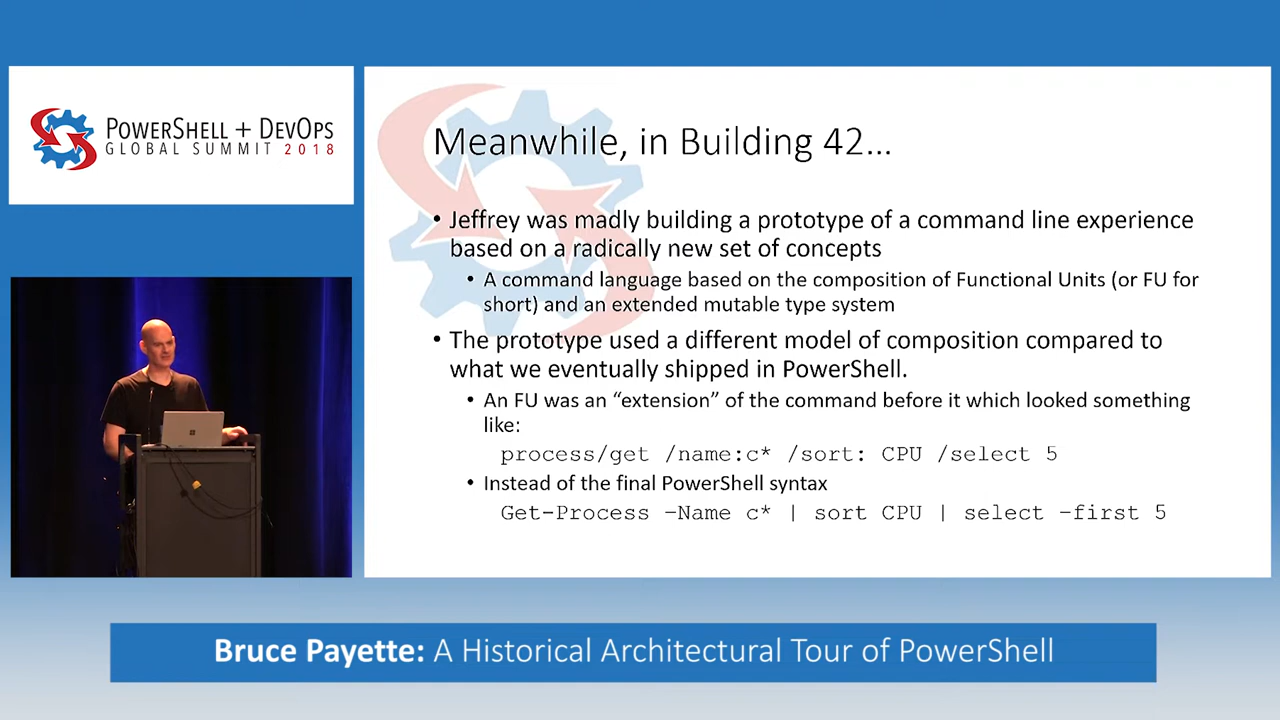 POWERSHELL + DEVOPS
GLOBAL SUMMIT 2018
Meanwhile, in Building 42…
• Jeffrey was madly building a prototype of a command line experience
based on a radically new set of concepts
• A command language based on the composition of Functional Units (or FU for
short) and an extended mutable type system
• The prototype used a different model of composition compared to
what we eventually shipped in PowerShell.
• An FU was an “extension” of the command before it which looked something
like:
process/get /name:c* /sort: CPU /select 5
• Instead of the final PowerShell syntax
Get-Process –Name c* | sort CPU | select –first 5
Bruce Payette: A Historical Architectural Tour of PowerShell